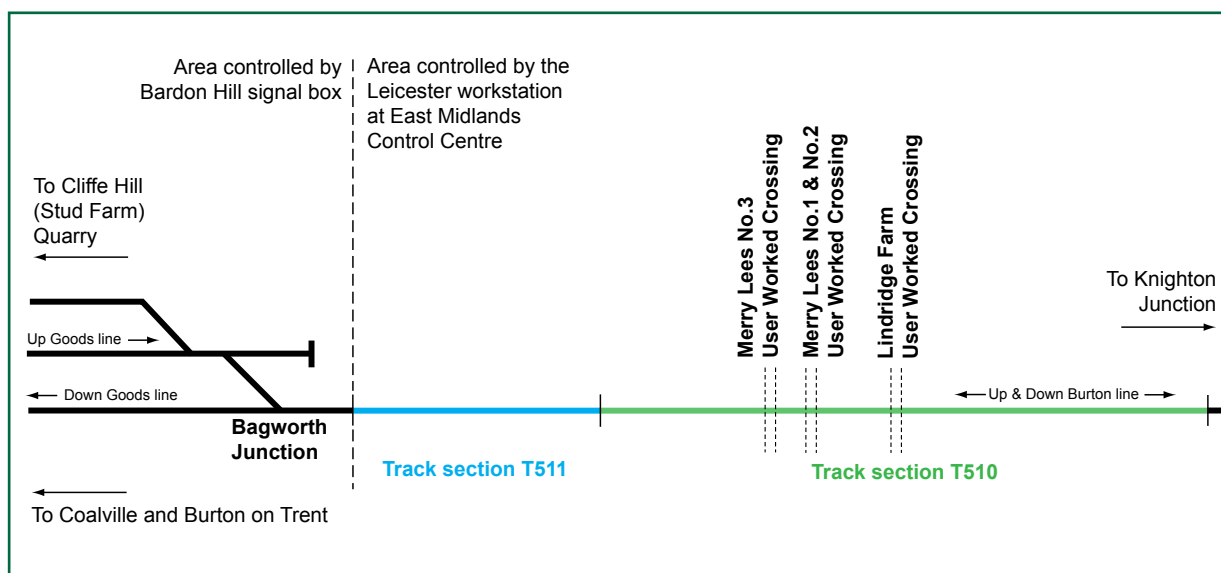 Area controlled by
Bardon Hill signal box
Area controlled by the
Leicester workstation
at East Midlands
Control Centre
To Cliffe Hill
(Stud Farm)
Quarry
Merry Lees No.3
User Worked Crossing
Merry Lees No.1 & No.2
User Worked Crossing
Lindridge Farm
User Worked Crossing
To Knighton
Junction
Up Goods line
Down Goods line
Up & Down Burton line
Bagworth
Junction
Track section T511
Track section T510
To Coalville and Burton on Trent